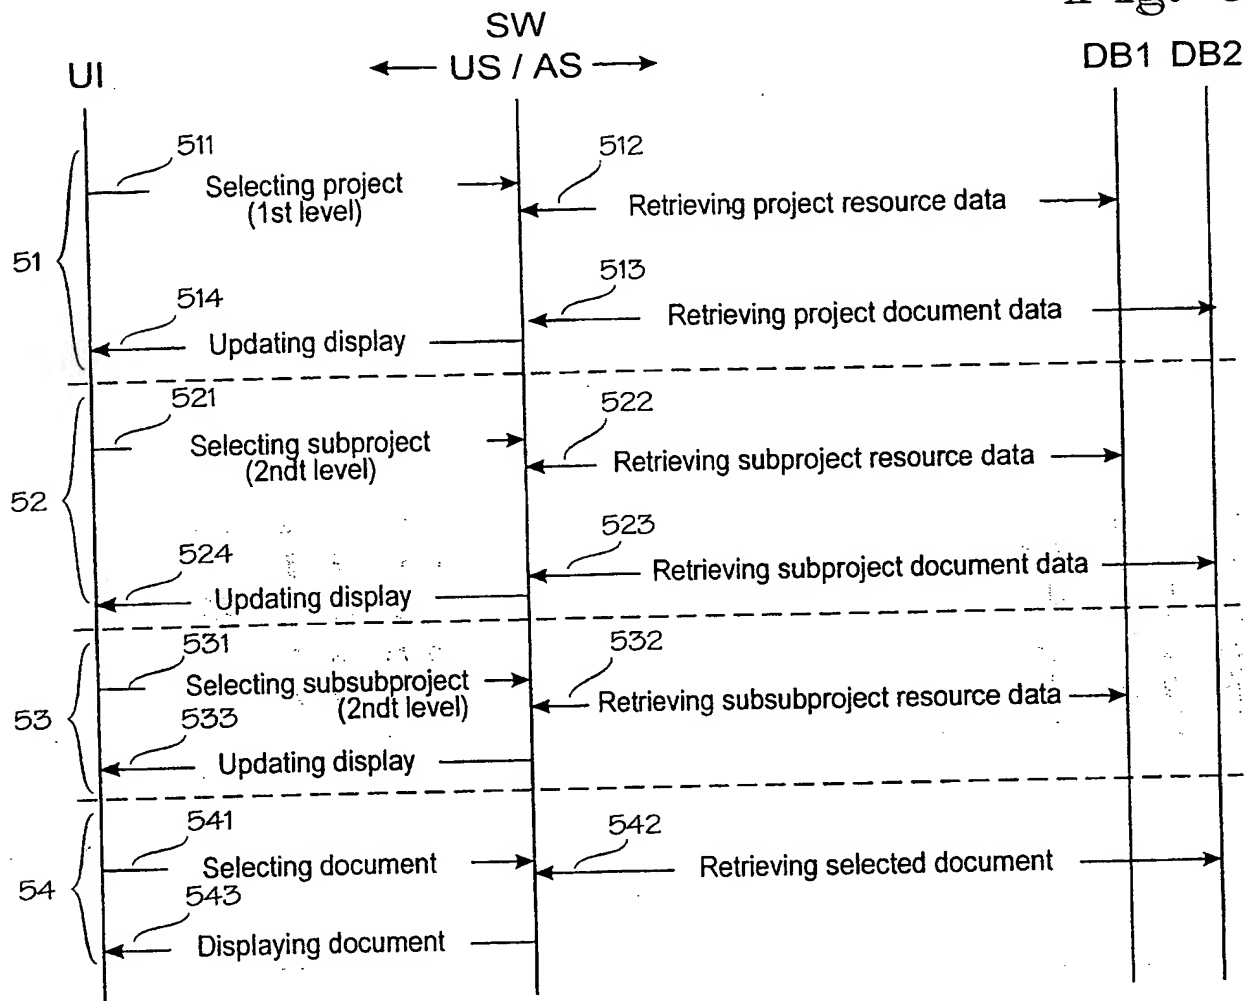 SW
UI
US / AS
DB1 DB2
511
Selecting project
(1st level)
512
Retrieving project resource data
51
513
Retrieving project document data
514
Updating display
521
Selecting subproject
(2ndt level)
522
Retrieving subproject resource data
52
523
Retrieving subproject document data
524
Updating display
531
Selecting subsubproject
(2ndt level)
532
Retrieving subsubproject resource data
53
533
Updating display
541
Selecting document
542
Retrieving selected document
54
543
Displaying document